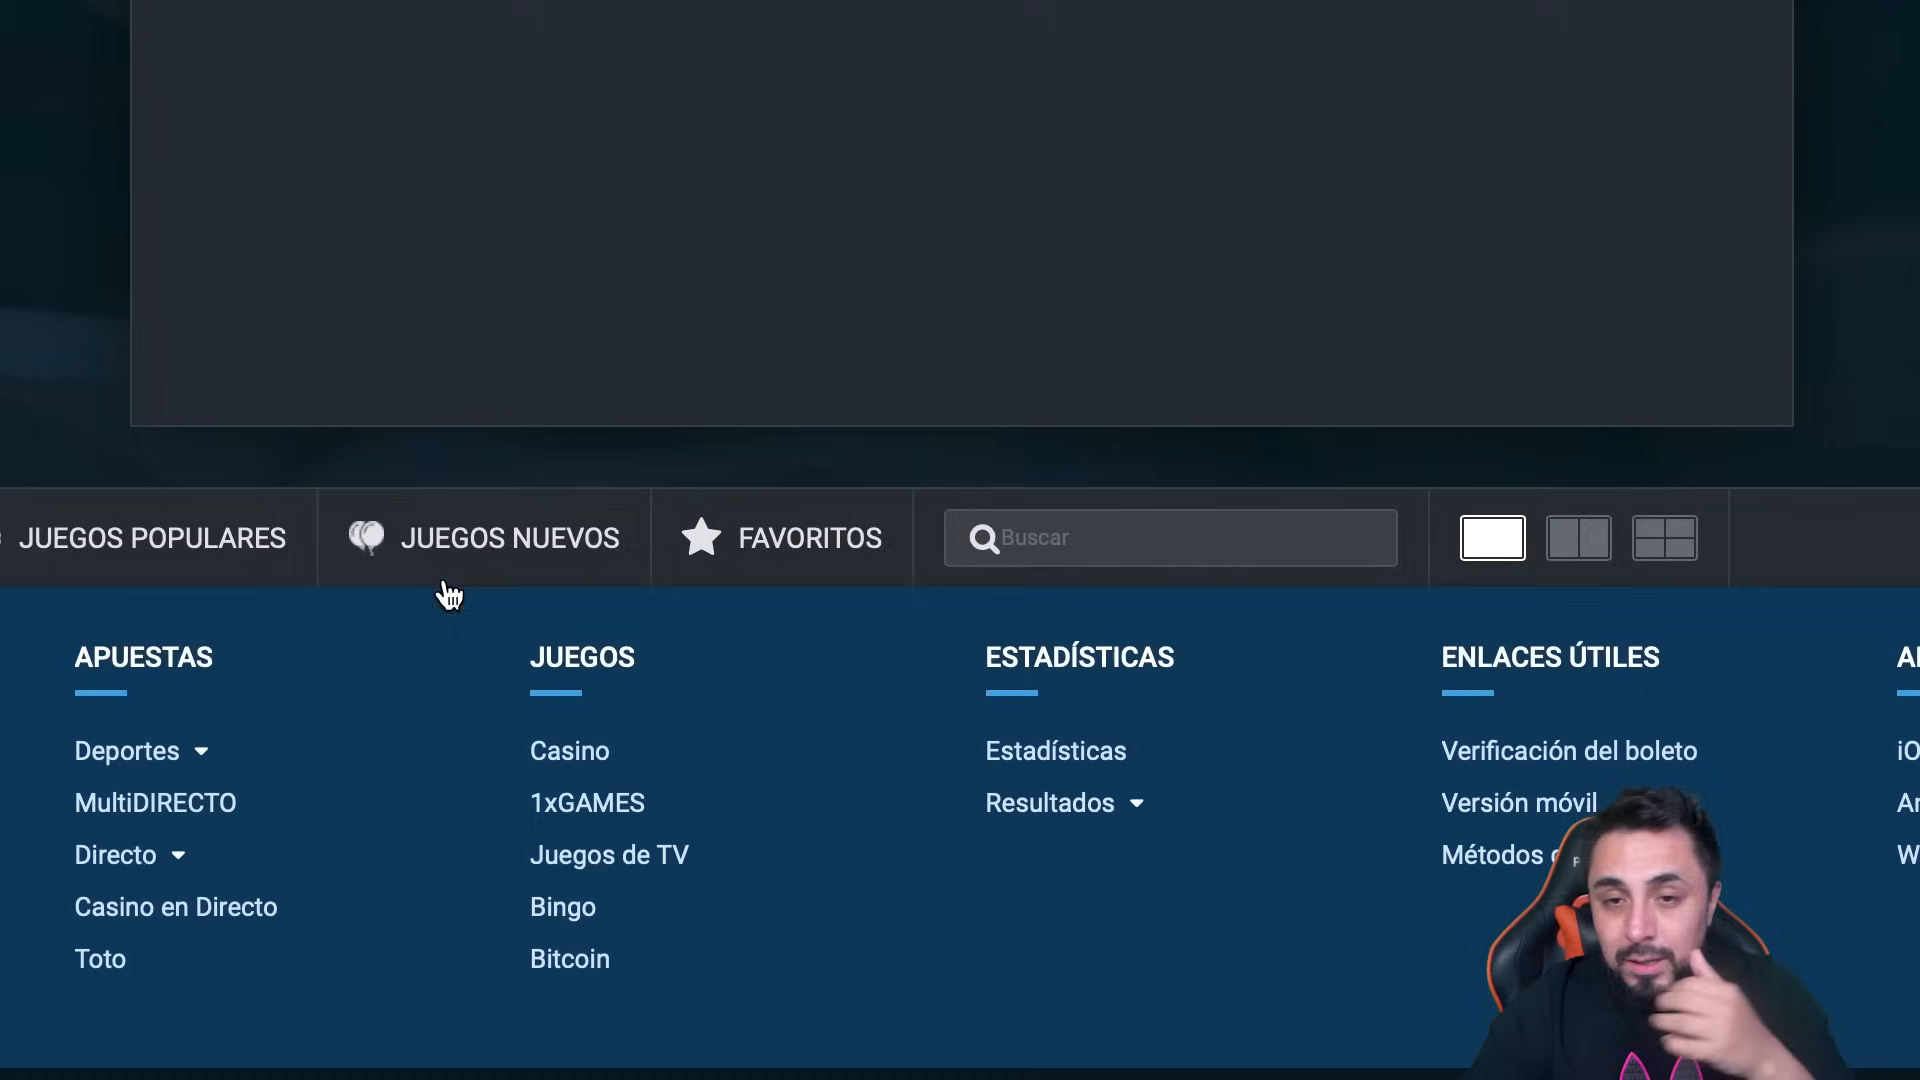 JUEGOS POPULARES
JUEGOS NUEVOS
FAVORITOS
Buscar
APUESTAS
Deportes
MultiDIRECTO
Directo
Casino en Directo
Toto
JUEGOS
Casino
1xGAMES
Juegos de TV
Bingo
Bitcoin
ESTADÍSTICAS
Estadísticas
Resultados
ENLACES ÚTILES
Verificación del boleto
Versión móvil
Métodos